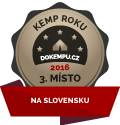 KEMP ROKU
DOKEMPU.CZ
2016
3. MÍSTO
NA SLOVENSKU